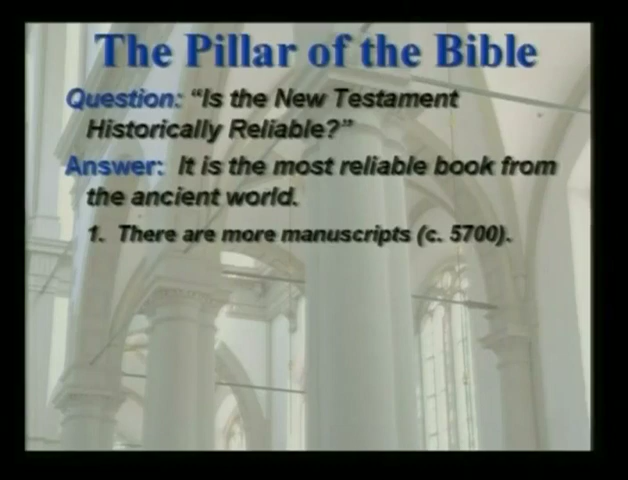 The Pillar of the Bible
Question: “Is the New Testament
Historically Reliable?”
Answer: It is the most reliable book from
the ancient world.
1. There are more manuscripts (c. 5700).